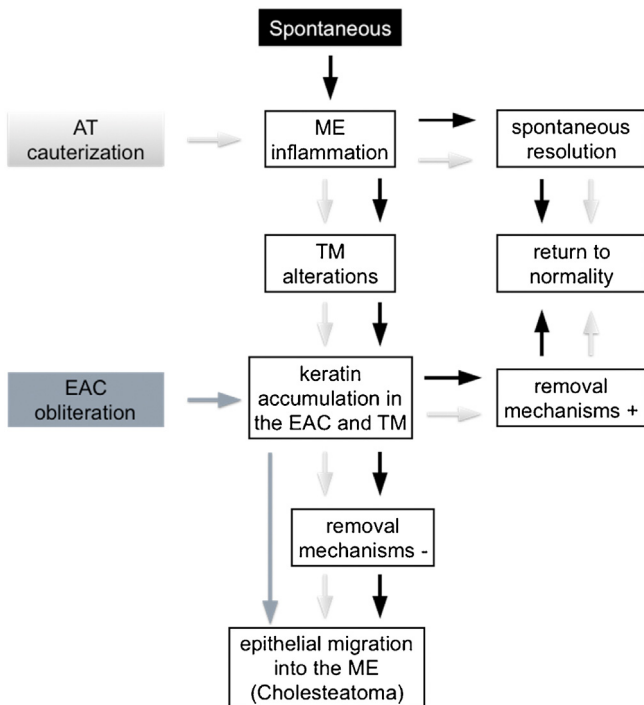 Spontaneous
AT
cauterization
ME
inflammation
spontaneous
resolution
TM
alterations
return to
normality
EAC
obliteration
keratin
accumulation in
the EAC and TM
removal
mechanisms +
removal
mechanisms -
epithelial migration
into the ME
(Cholesteatoma)